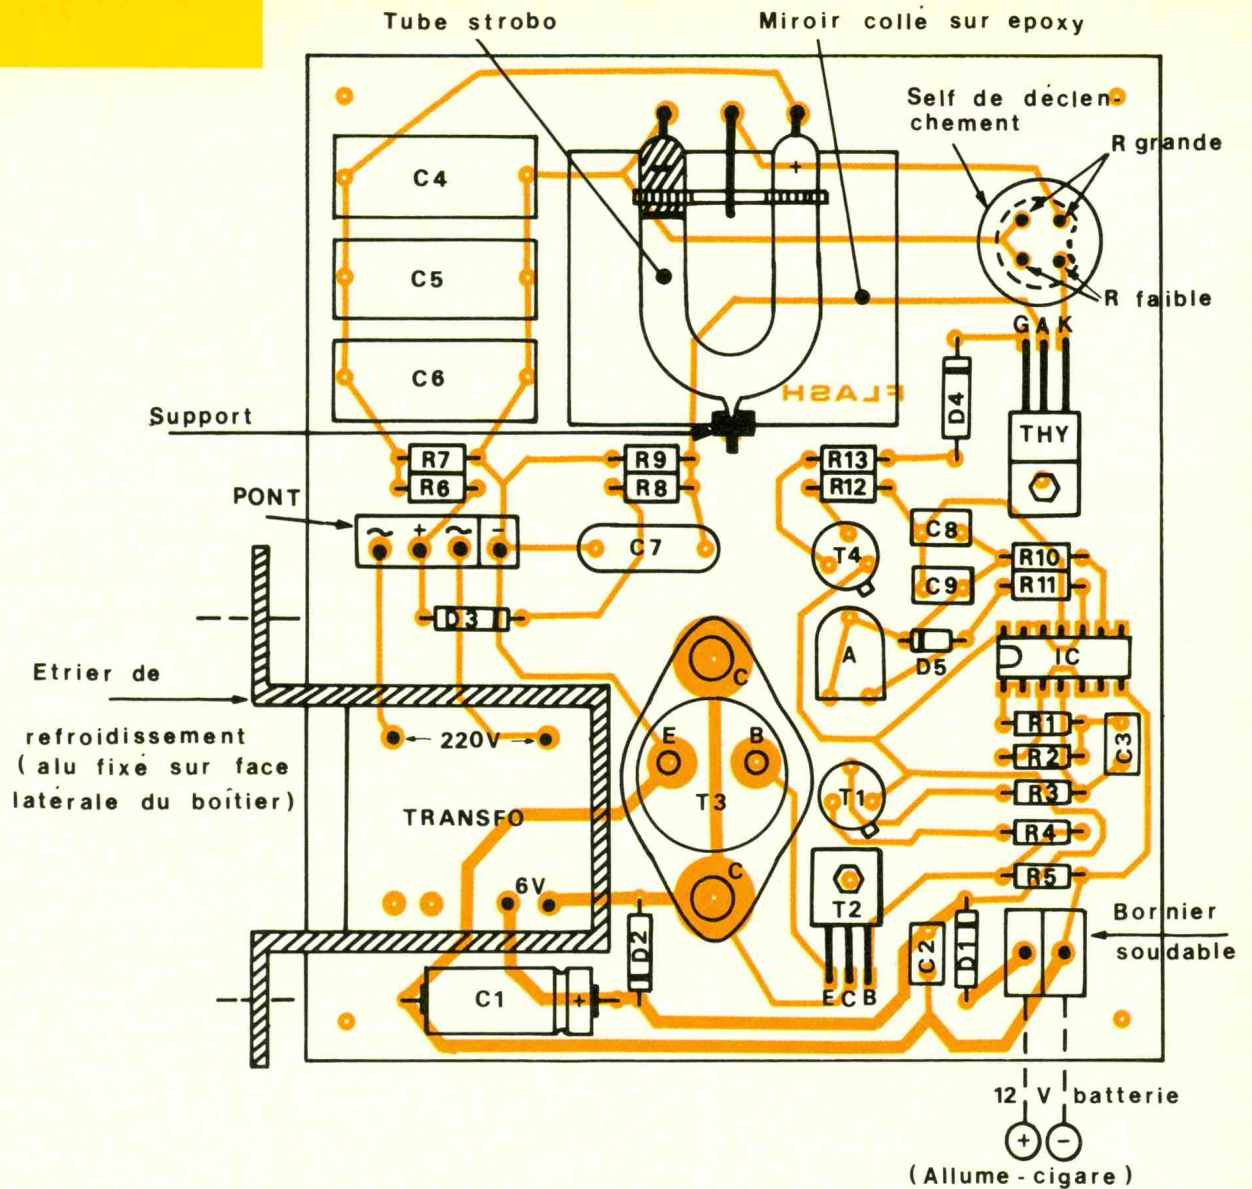 Tube strobo
Miroir collé sur epoxy
Self de déclen-
chement
R grande
R faible
C4
C5
C6
-
+
G A K
FLASH
D4
THY
Support
R7
R6
R9
R8
R13
R12
PONT
~ + ~ -
C7
T4
C8
C9
R10
R11
D3
A
D5
IC
C
Etrier de
refroidissement
(alu fixé sur face
latérale du boîtier)
220V
E
B
T3
C
TRANSFO
6V
R1
R2
C3
R3
T1
R4
R5
T2
E C B
D2
C2
D1
C1
+
Bornier
soudable
12 V batterie
+ -
(Allume-cigare)